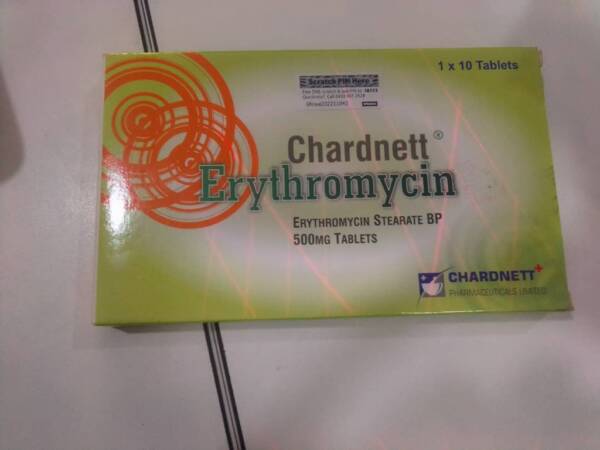 1 x 10 Tablets
Scratch PIN Here
Chardnett®
Erythromycin
ERYTHROMYCIN STEARATE BP
500MG TABLETS
CHARDNETT+
PHARMACEUTICALS LIMITED